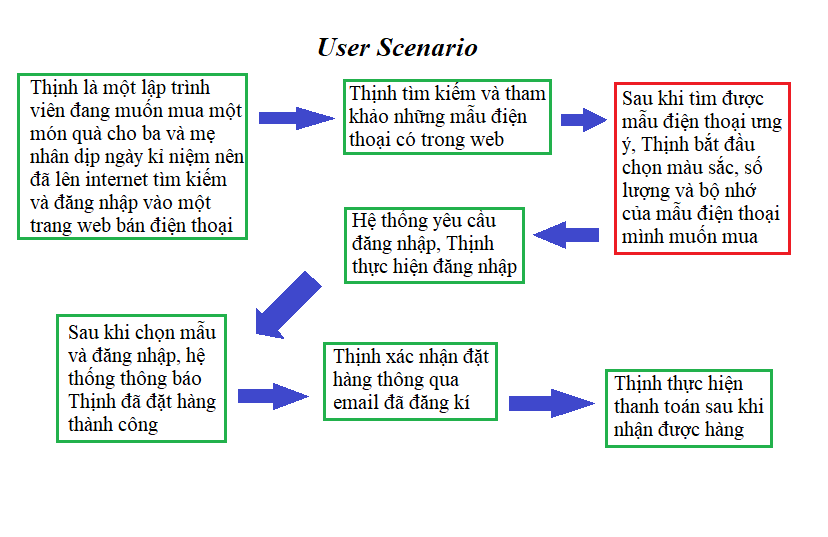 User Scenario
Thịnh là một lập trình
viên đang muốn mua một
món quà cho ba và mẹ
nhân dịp ngày kỉ niệm nên
đã lên internet tìm kiếm
và đăng nhập vào một
trang web bán điện thoại
Thịnh tìm kiếm và tham
khảo những mẫu điện
thoại có trong web
Sau khi tìm được
mẫu điện thoại ưng
ý, Thịnh bắt đầu
chọn màu sắc, số
lượng và bộ nhớ
của mẫu điện thoại
mình muốn mua
Hệ thống yêu cầu
đăng nhập, Thịnh
thực hiện đăng nhập
Sau khi chọn mẫu
và đăng nhập, hệ
thống thông báo
Thịnh đã đặt hàng
thành công
Thịnh xác nhận đặt
hàng thông qua
email đã đăng kí
Thịnh thực hiện
thanh toán sau khi
nhận được hàng